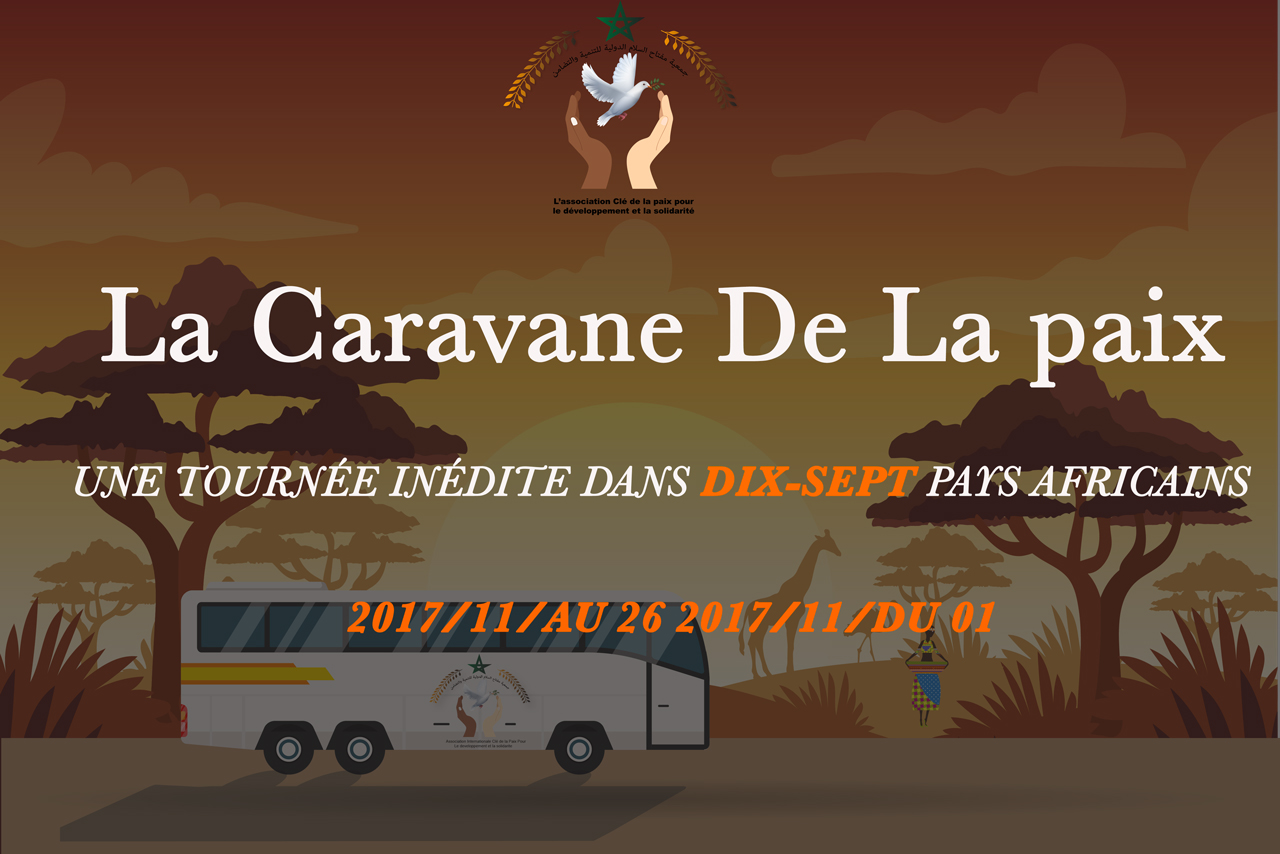 جمعية مفتاح السلام الدولية للتنمية والتضامن
L'association Clé de la paix pour
le développement et la solidarité
La Caravane De La paix
UNE TOURNÉE INÉDITE DANS DIX-SEPT PAYS AFRICAINS
2017/11/AU 26 2017/11/DU 01
Association Internationale Clé de la Paix Pour
Le developpement et la solidarite